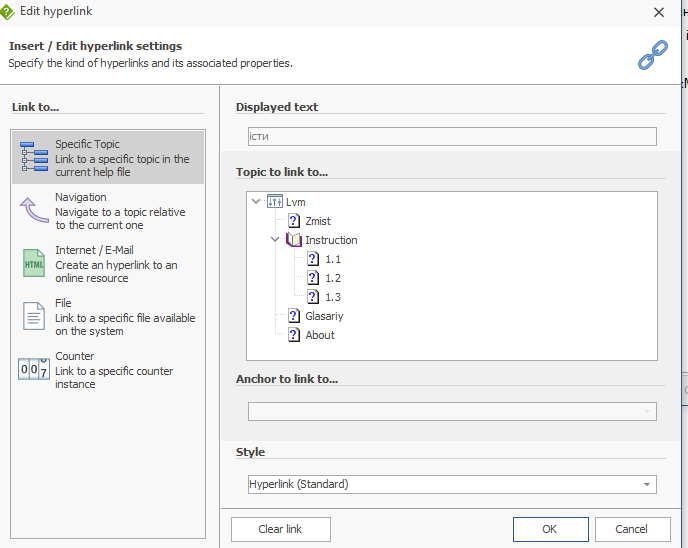 Edit hyperlink
Insert / Edit hyperlink settings
Specify the kind of hyperlinks and its associated properties.
Link to...
Specific Topic
Link to a specific topic in the
current help file
Navigation
Navigate to a topic relative
to the current one
HTML
Internet / E-Mail
Create an hyperlink to an
online resource
File
Link to a specific file available
on the system
007
Counter
Link to a specific counter
instance
Displayed text
істи
Topic to link to...
Lvm
Zmist
Instruction
1.1
1.2
1.3
Glasariy
About
Anchor to link to...
Style
Hyperlink (Standard)
Clear link
OK
Cancel